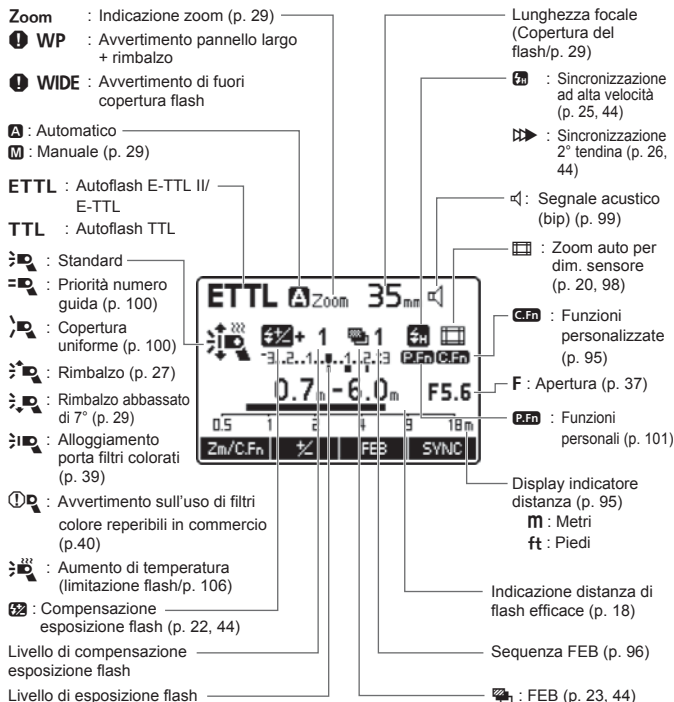 Zoom : Indicazione zoom (p. 29)
WP : Avvertimento pannello largo
+ rimbalzo
WIDE : Avvertimento di fuori
copertura flash
A : Automatico
M : Manuale (p. 29)
ETTL : Autoflash E-TTL II/
E-TTL
TTL : Autoflash TTL
: Standard
: Priorità numero
guida (p. 100)
: Copertura
uniforme (p. 100)
: Rimbalzo (p. 27)
: Rimbalzo abbassato
di 7° (p. 29)
: Alloggiamento
porta filtri colorati
(p. 39)
: Avvertimento sull'uso di filtri
colore reperibili in commercio
(p.40)
: Aumento di temperatura
(limitazione flash/p. 106)
: Compensazione
esposizione flash (p. 22, 44)
Livello di compensazione
esposizione flash
Livello di esposizione flash
ETTL A Zoom 35mm
+ 1 1 H
-3..2..1.. ..1..2..+3 P.Fn C.Fn
0.7m-6.0m F5.6
0.5 1 2 4 9 18m
Zm/C.Fn +/- FEB SYNC
Lunghezza focale
(Copertura del
flash/p. 29)
H : Sincronizzazione
ad alta velocità
(p. 25, 44)
: Sincronizzazione
2° tendina (p. 26,
44)
: Segnale acustico
(bip) (p. 99)
: Zoom auto per
dim. sensore
(p. 20, 98)
C.Fn : Funzioni
personalizzate
(p. 95)
F : Apertura (p. 37)
P.Fn : Funzioni
personali (p. 101)
Display indicatore
distanza (p. 95)
m : Metri
ft : Piedi
Indicazione distanza di
flash efficace (p. 18)
Sequenza FEB (p. 96)
: FEB (p. 23, 44)